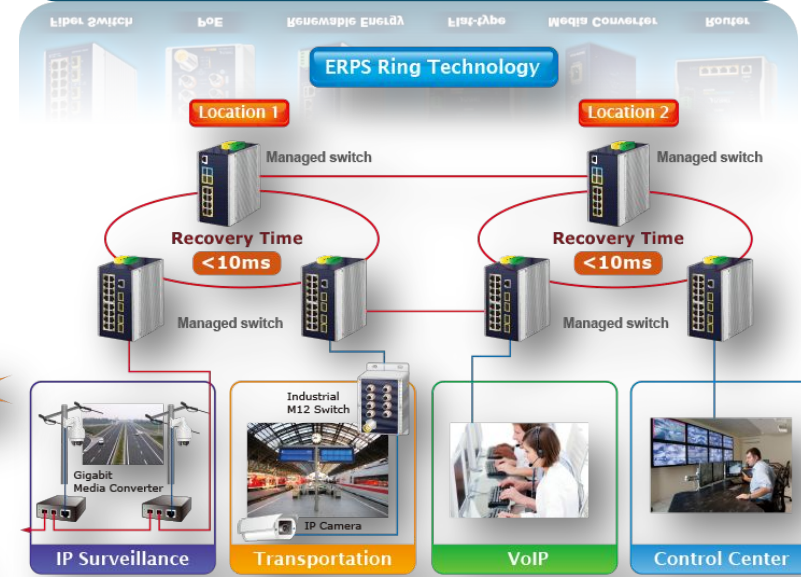 Fiber Switch
PoE
Renewable Energy
Flat-type
Media Converter
Router
ERPS Ring Technology
Location 1
Location 2
Managed switch
Managed switch
Recovery Time
<10ms
Recovery Time
<10ms
Managed switch
Managed switch
Industrial
M12 Switch
Gigabit
Media Converter
IP Camera
IP Surveillance
Transportation
VoIP
Control Center